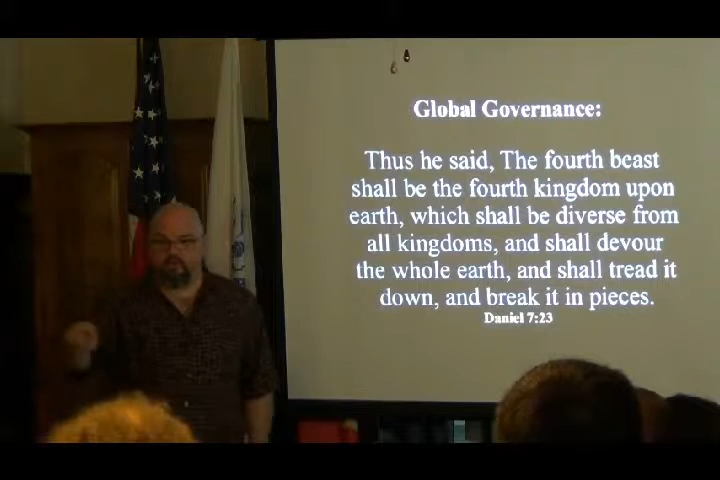 Global Governance:
Thus he said, The fourth beast
shall be the fourth kingdom upon
earth, which shall be diverse from
all kingdoms, and shall devour
the whole earth, and shall tread it
down, and break it in pieces.
Daniel 7:23